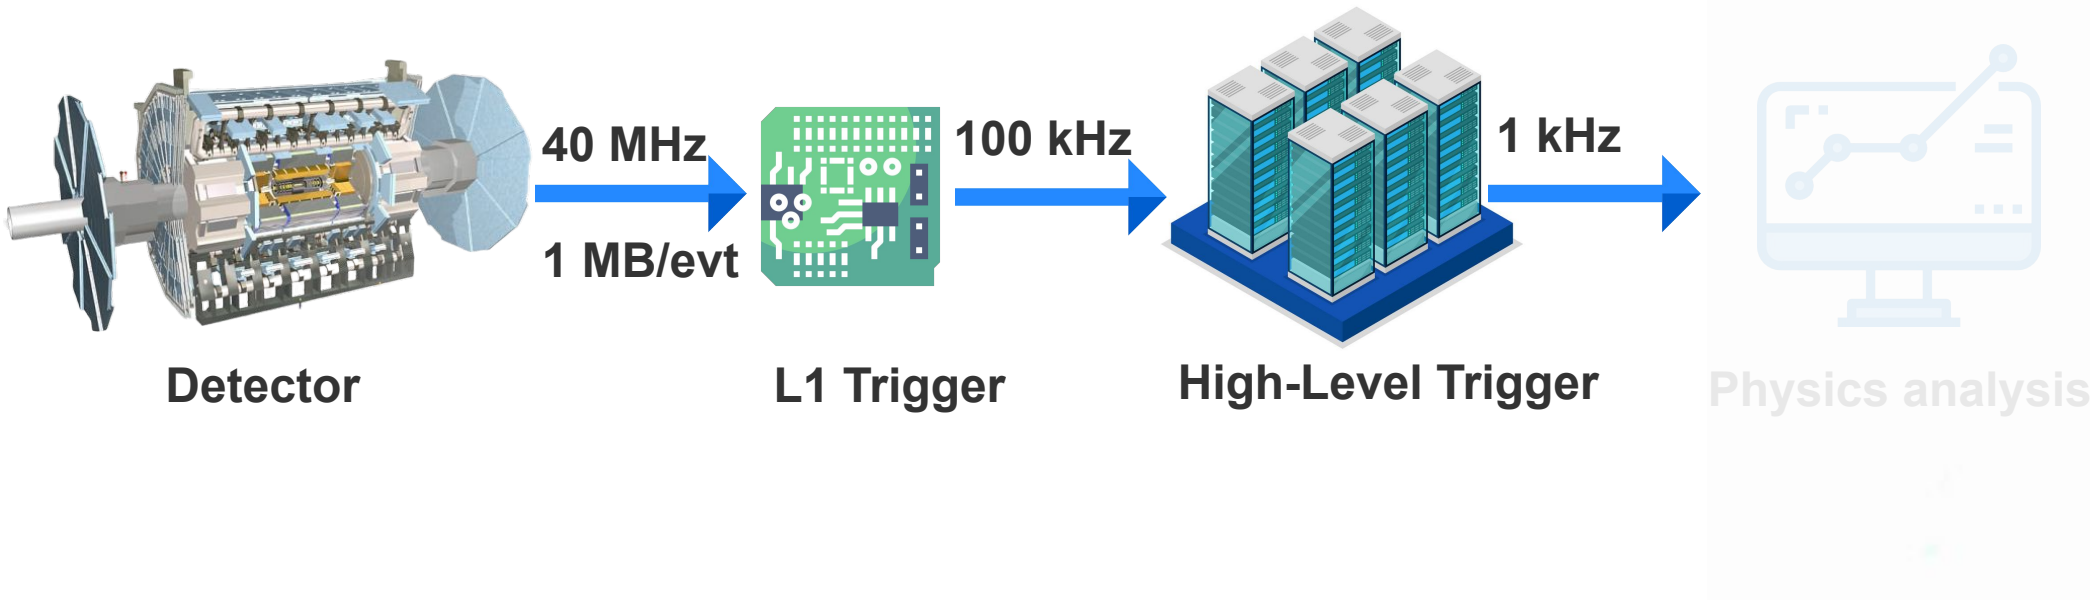 40 MHz
1 MB/evt
100 kHz
1 kHz
Detector
L1 Trigger
High-Level Trigger
Physics analysis